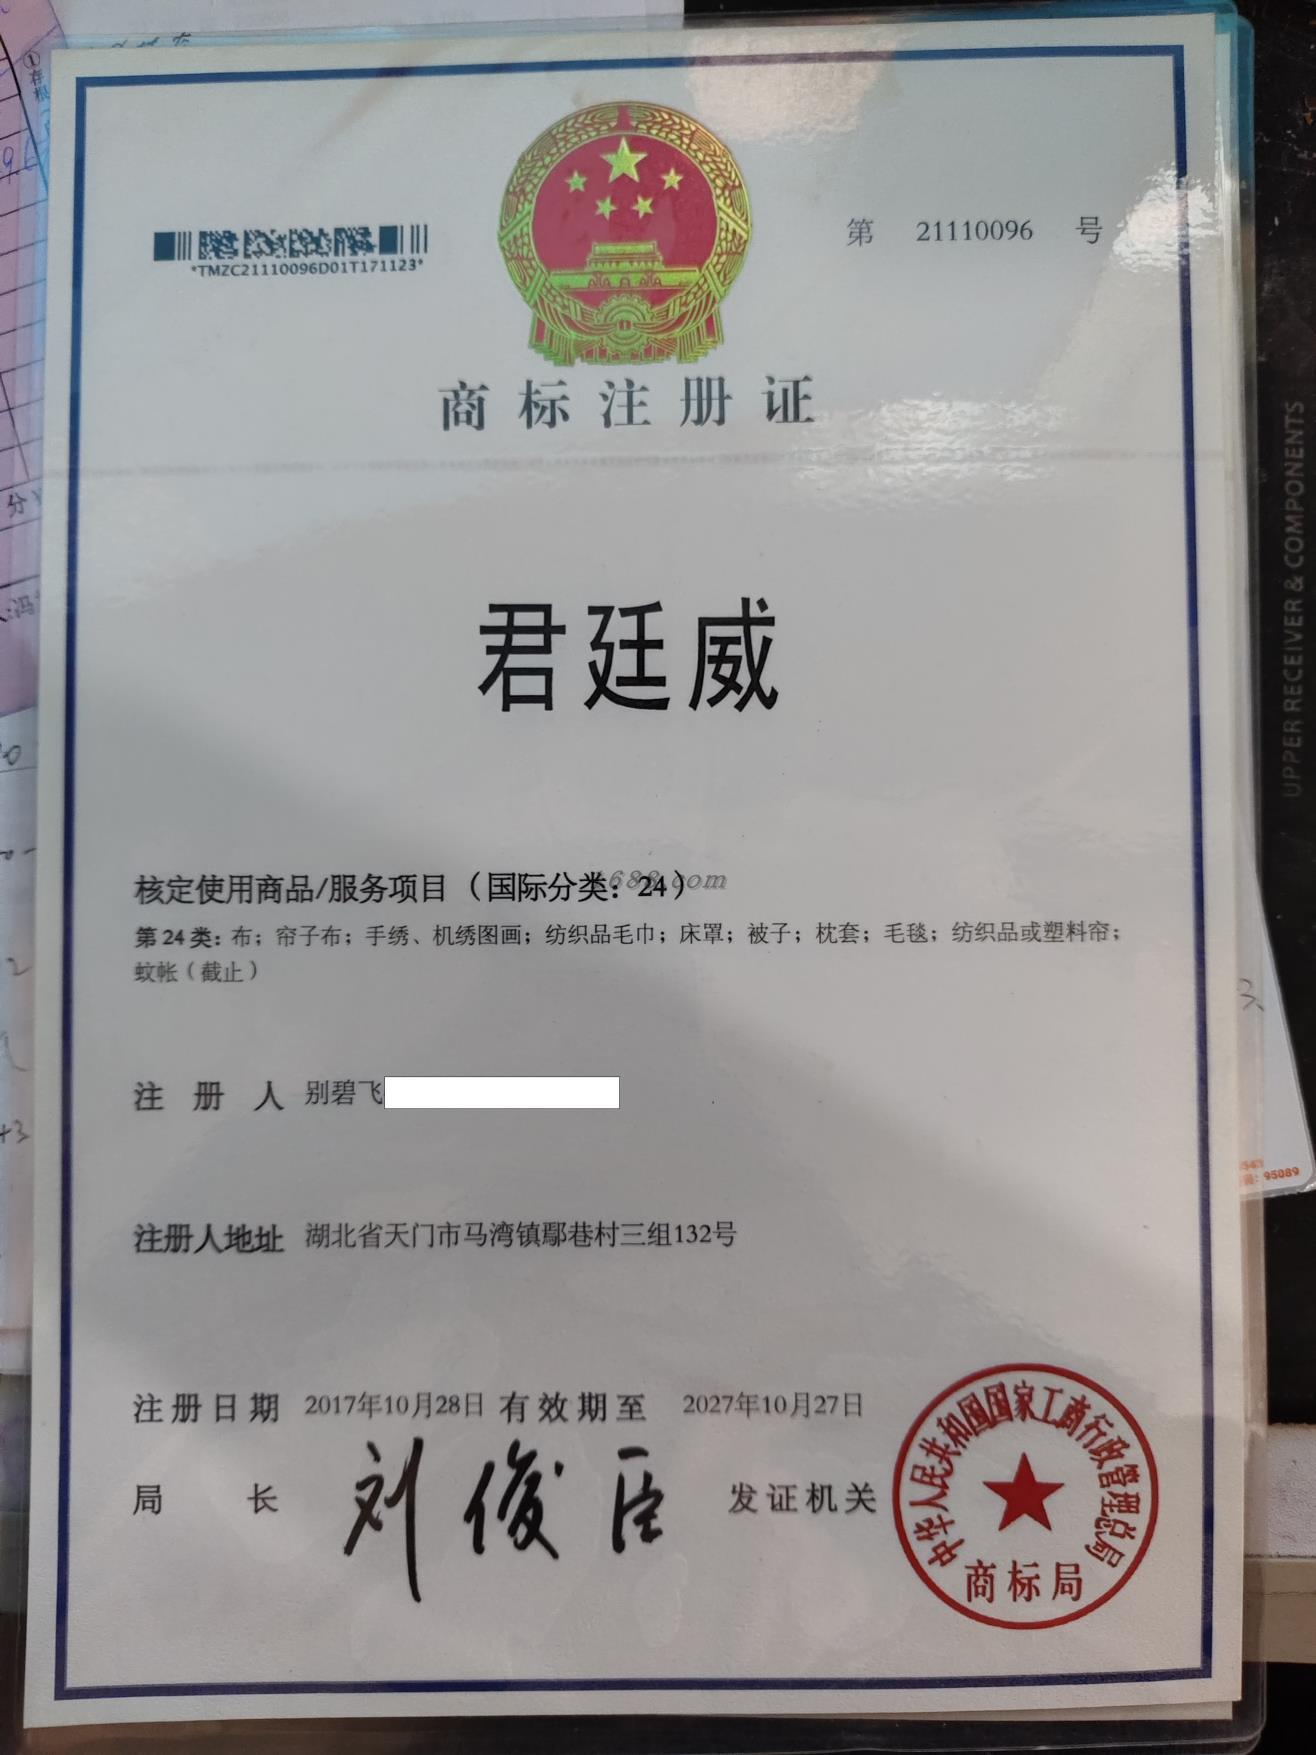 第 21110096 号
*TMZC21110096D01T171123*
商标注册证
君廷威
核定使用商品/服务项目（国际分类：24）
1688.com
第24类：布；帘子布；手绣、机绣图画；纺织品毛巾；床罩；被子；枕套；毛毯；纺织品或塑料帘；
蚊帐（截止）
注册人 别碧飞
注册人地址 湖北省天门市马湾镇鄢巷村三组132号
注册日期 2017年10月28日 有效期至 2027年10月27日
局长 刘俊臣 发证机关
中华人民共和国国家工商行政管理总局
商标局
UPPER RECEIVER & COMPONENTS
95089
①存根